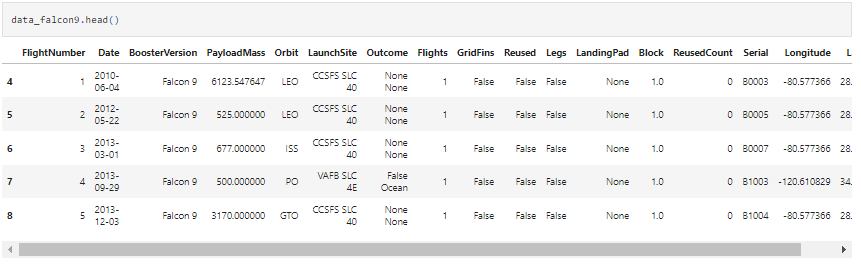 data_falcon9.head()
FlightNumber Date BoosterVersion PayloadMass Orbit LaunchSite Outcome Flights GridFins Reused Legs LandingPad Block ReusedCount Serial Longitude L
4 1 2010-06-04 Falcon 9 6123.547647 LEO CCSFS SLC 40 None None 1 False False False None 1.0 0 B0003 -80.577366 28.
5 2 2012-05-22 Falcon 9 525.000000 LEO CCSFS SLC 40 None None 1 False False False None 1.0 0 B0005 -80.577366 28.
6 3 2013-03-01 Falcon 9 677.000000 ISS CCSFS SLC 40 None None 1 False False False None 1.0 0 B0007 -80.577366 28.
7 4 2013-09-29 Falcon 9 500.000000 PO VAFB SLC 4E False Ocean 1 False False False None 1.0 0 B1003 -120.610829 34.
8 5 2013-12-03 Falcon 9 3170.000000 GTO CCSFS SLC 40 None None 1 False False False None 1.0 0 B1004 -80.577366 28.